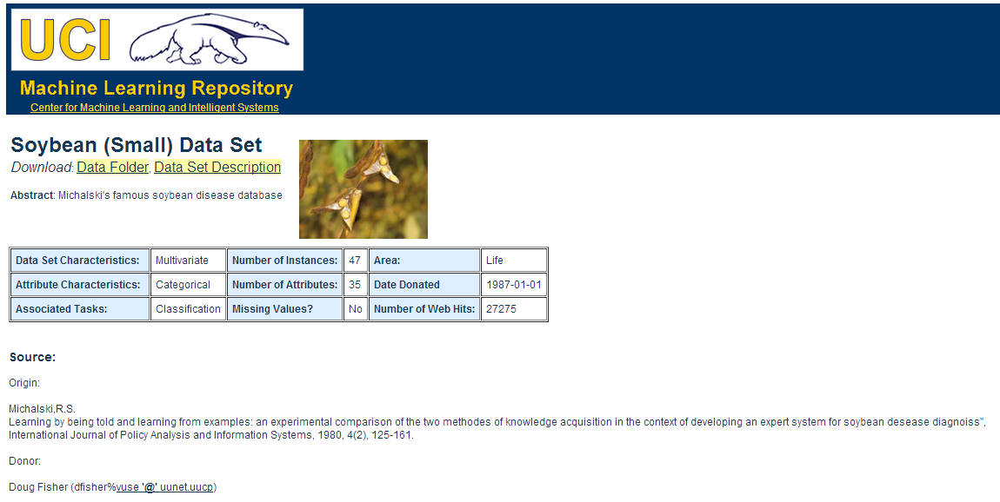 UCI
Machine Learning Repository
Center for Machine Learning and Intelligent Systems
Soybean (Small) Data Set
Download: Data Folder, Data Set Description
Abstract: Michalski's famous soybean disease database
Data Set Characteristics: Multivariate Number of Instances: 47 Area: Life
Attribute Characteristics: Categorical Number of Attributes: 35 Date Donated 1987-01-01
Associated Tasks: Classification Missing Values? No Number of Web Hits: 27275
Source:
Origin:
Michalski,R.S.
Learning by being told and learning from examples: an experimental comparison of the two methodes of knowledge acquisition in the context of developing an expert system for soybean desease diagnoiss",
International Journal of Policy Analysis and Information Systems, 1980, 4(2), 125-161.
Donor:
Doug Fisher (dfisher%vuse '@' uunet.uucp)